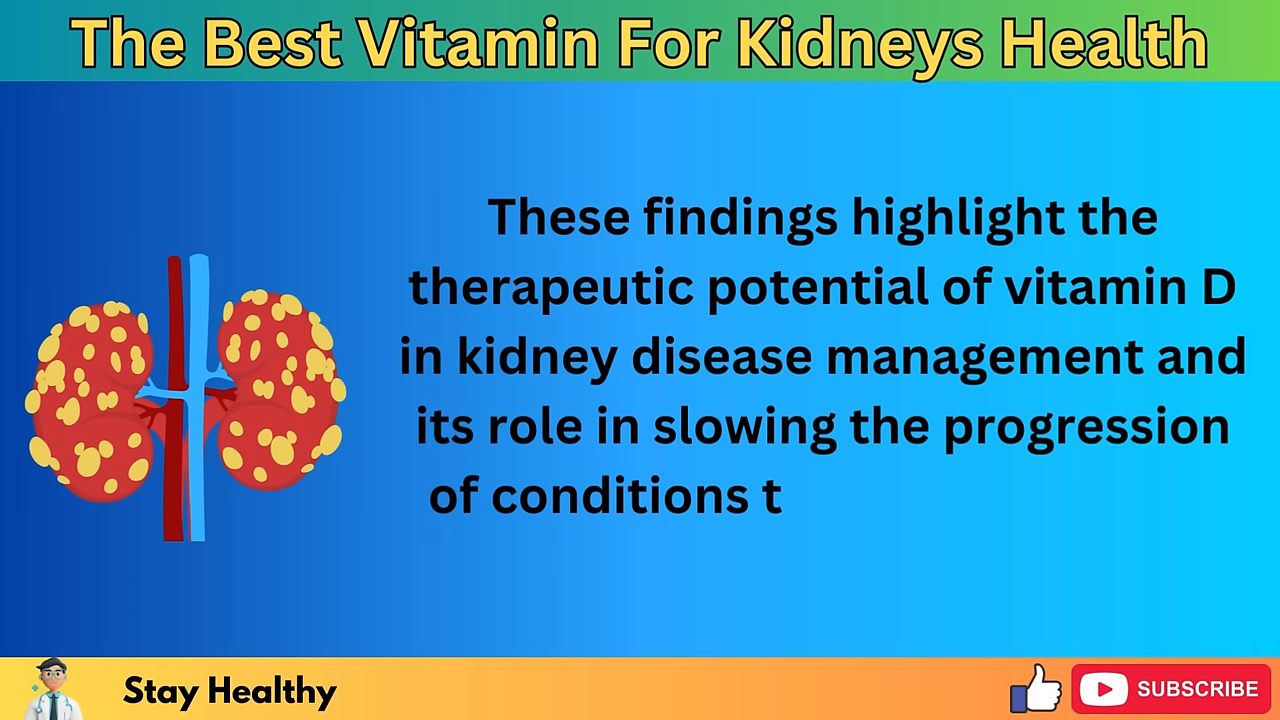 The Best Vitamin For Kidneys Health
These findings highlight the
therapeutic potential of vitamin D
in kidney disease management and
its role in slowing the progression
of conditions t
Stay Healthy
SUBSCRIBE